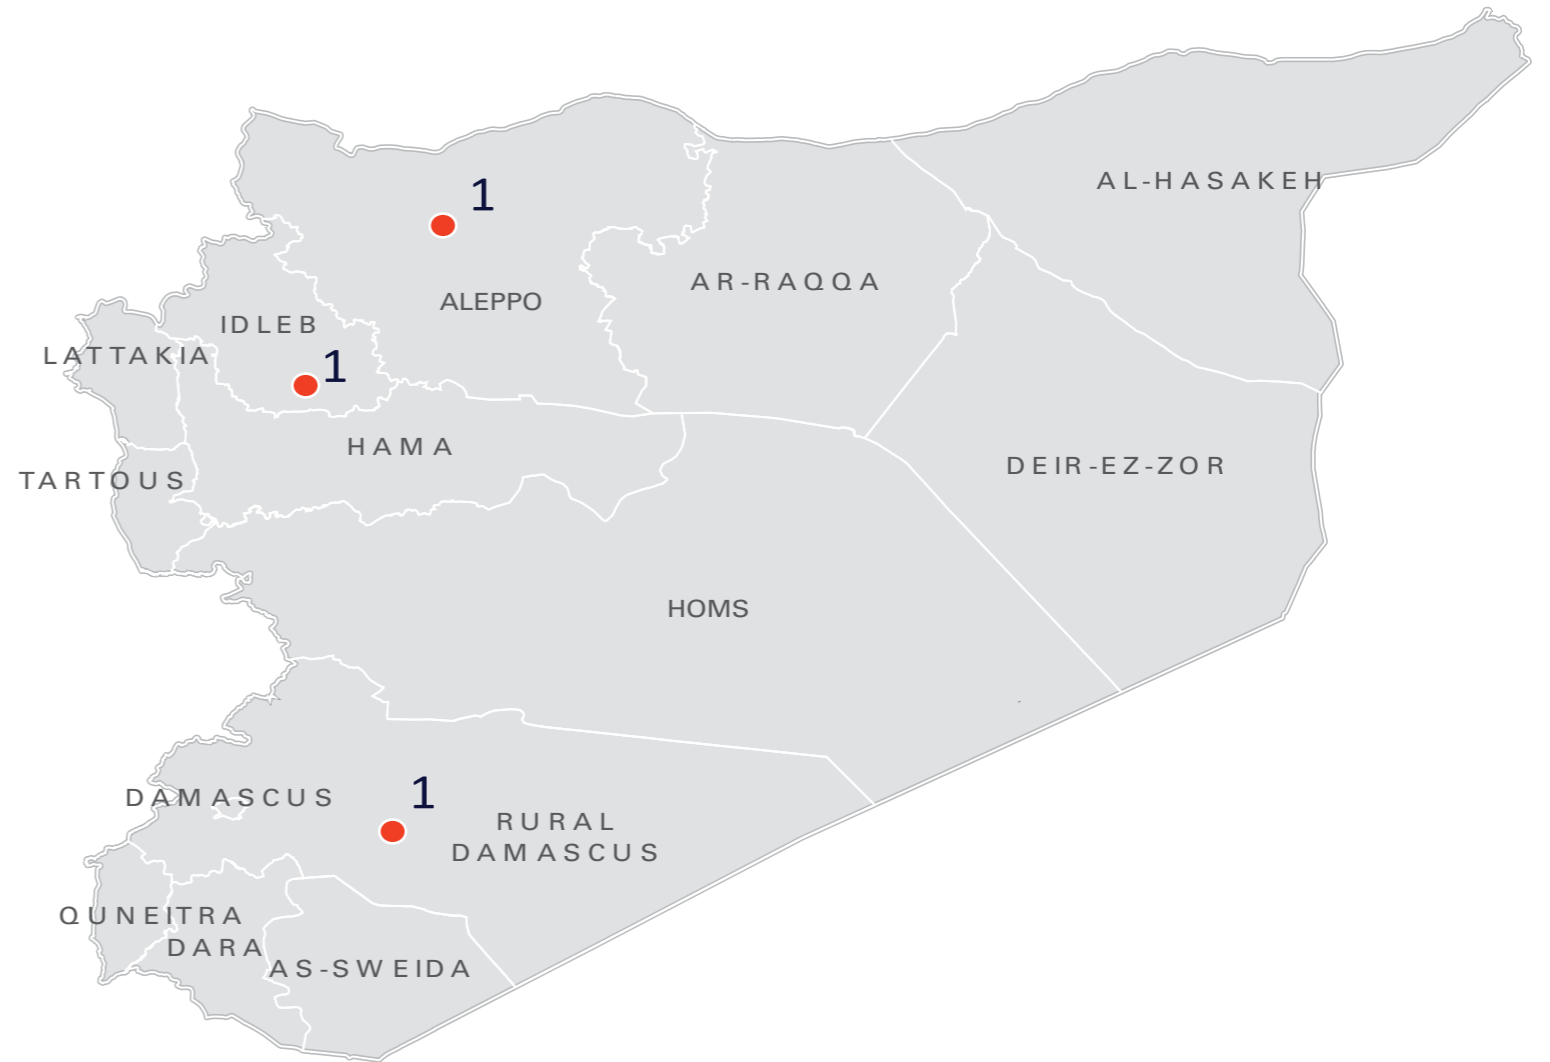 AL-HASAKEH
1
AR-RAQQA
ALEPPO
IDLEB
LATTAKIA
1
HAMA
DEIR-EZ-ZOR
TARTOUS
HOMS
DAMASCUS
1
RURAL
DAMASCUS
QUNEITRA
DARA
AS-SWEIDA